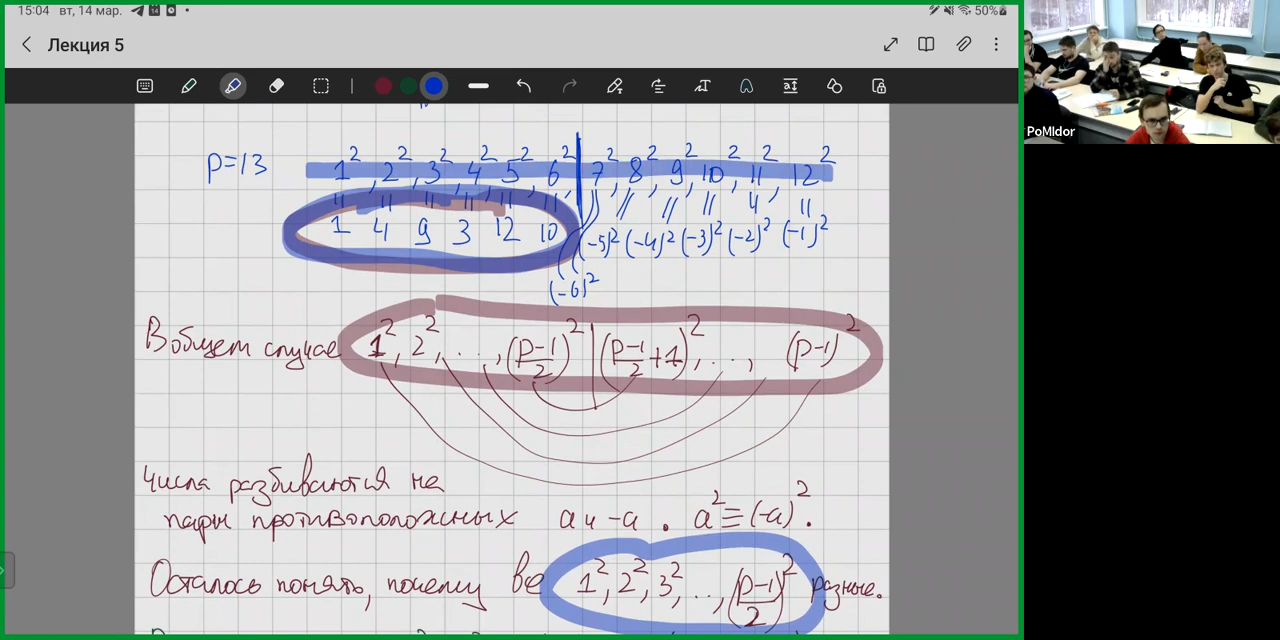 15:04 вт, 14 мар. 50%
Лекция 5
PoMIdor
p=13 1², 2², 3², 4², 5², 6², 7², 8², 9², 10², 11², 12²
1 4 9 3 12 10 (-5)² (-4)² (-3)² (-2)² (-1)²
(-6)²
В общем случае 1², 2², ..., (p-1/2)² | (p-1/2 + 1)², ..., (p-1)²
Числа разбиваются на
пары противоположных a и -a. a² ≡ (-a)².
Осталось понять, почему все 1², 2², 3², .., (p-1/2)² разные.